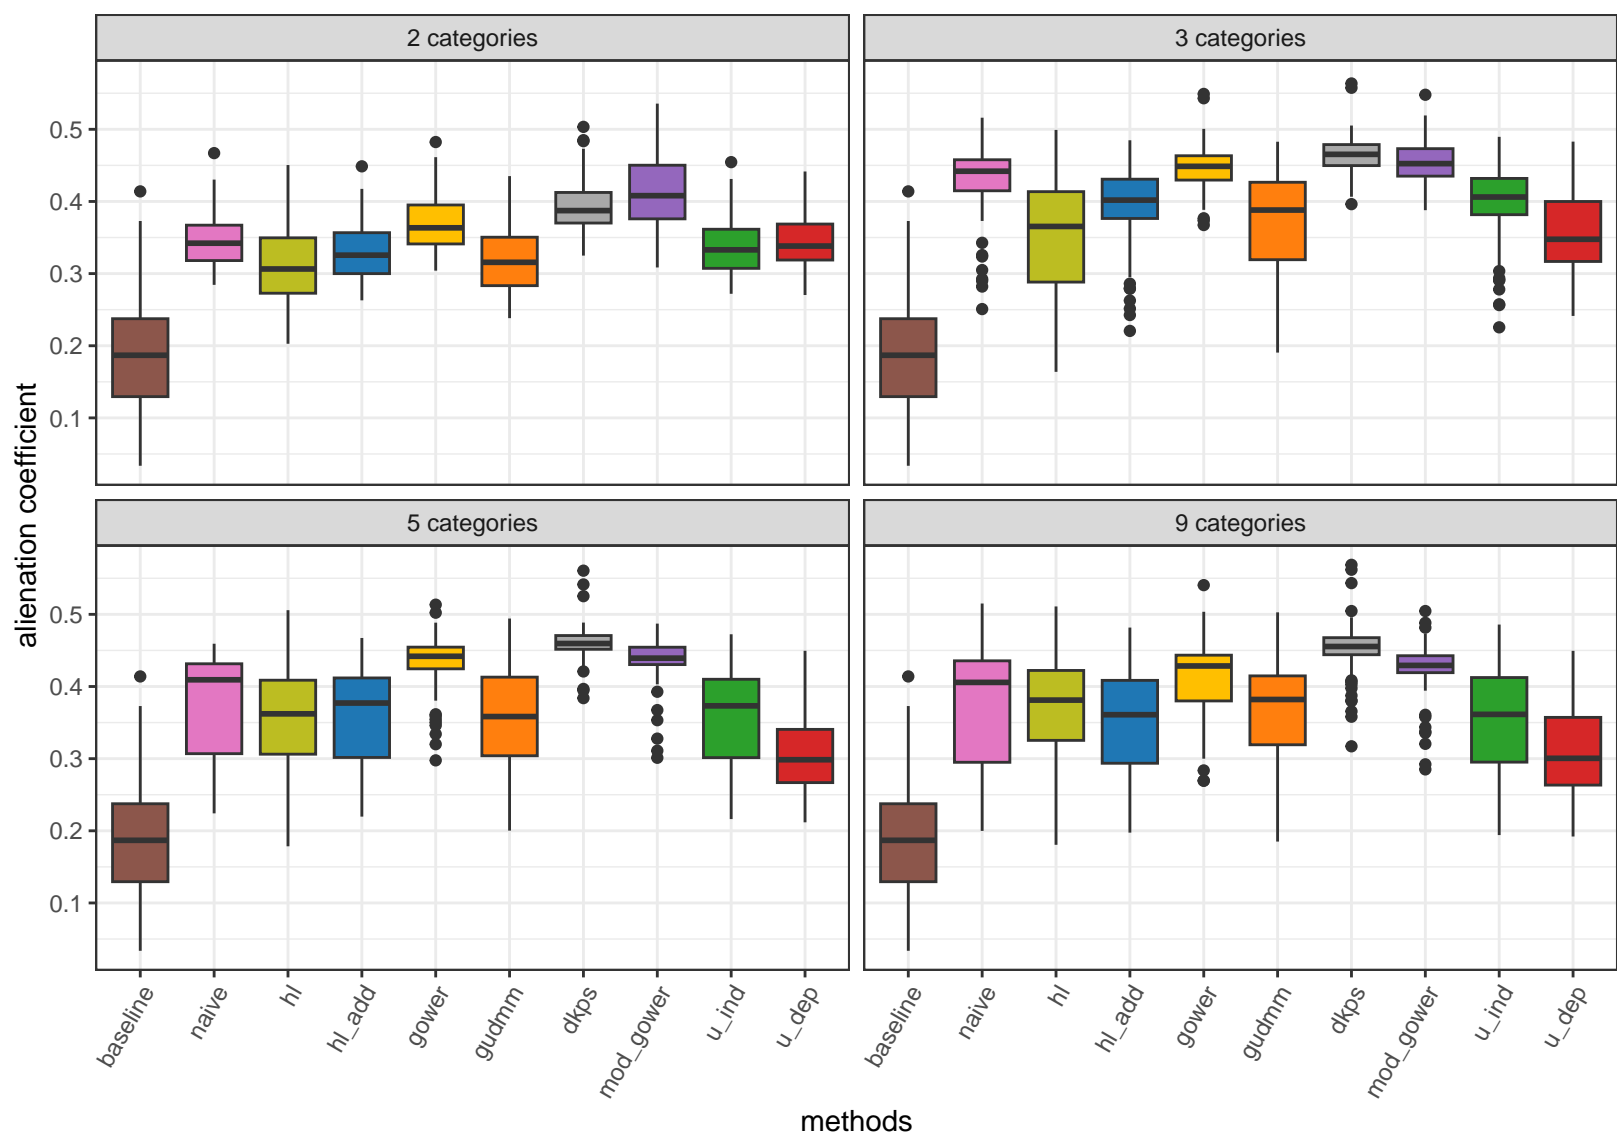 2 categories
3 categories
0.5
0.4
0.3
0.2
0.1
5 categories
9 categories
0.5
0.4
0.3
0.2
0.1
alienation coefficient
baseline
naive
hl
hl_add
gower
gudmm
dkps
mod_gower
u_ind
u_dep
baseline
naive
hl
hl_add
gower
gudmm
dkps
mod_gower
u_ind
u_dep
methods